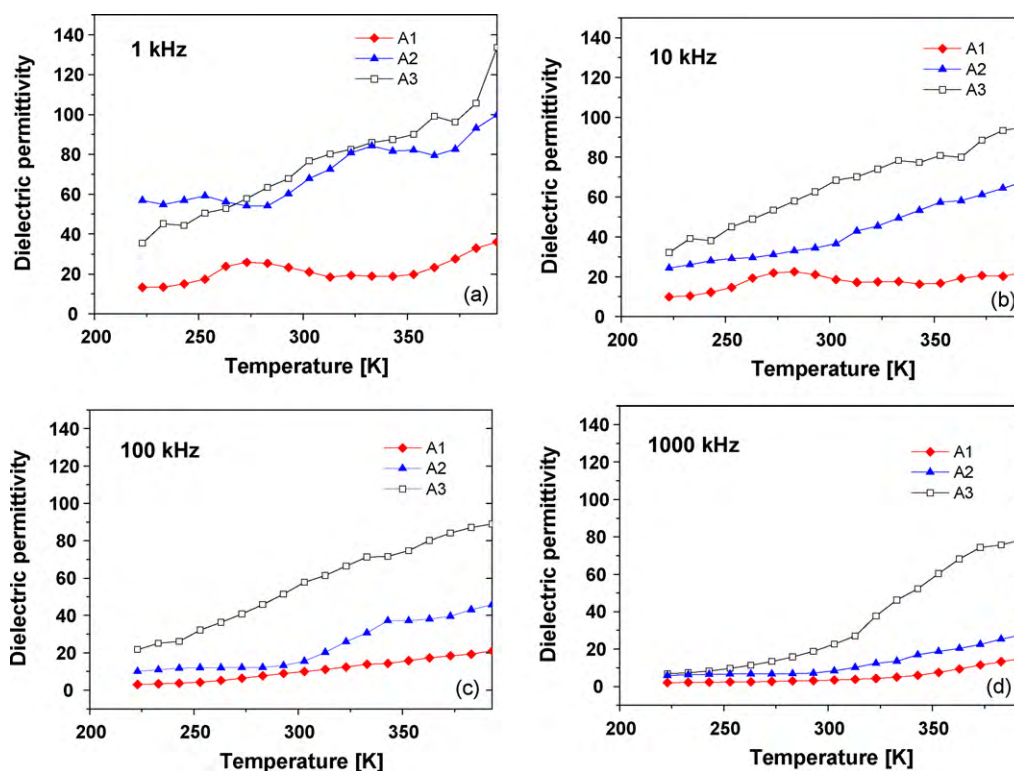 1 kHz
A1
A2
A3
140
120
100
80
60
40
20
0
Dielectric permittivity
200 250 300 350
Temperature [K]
(a)
10 kHz
A1
A2
A3
140
120
100
80
60
40
20
0
Dielectric permittivity
200 250 300 350
Temperature [K]
(b)
100 kHz
A1
A2
A3
140
120
100
80
60
40
20
0
Dielectric permittivity
200 250 300 350
Temperature [K]
(c)
1000 kHz
A1
A2
A3
140
120
100
80
60
40
20
0
Dielectric permittivity
200 250 300 350
Temperature [K]
(d)